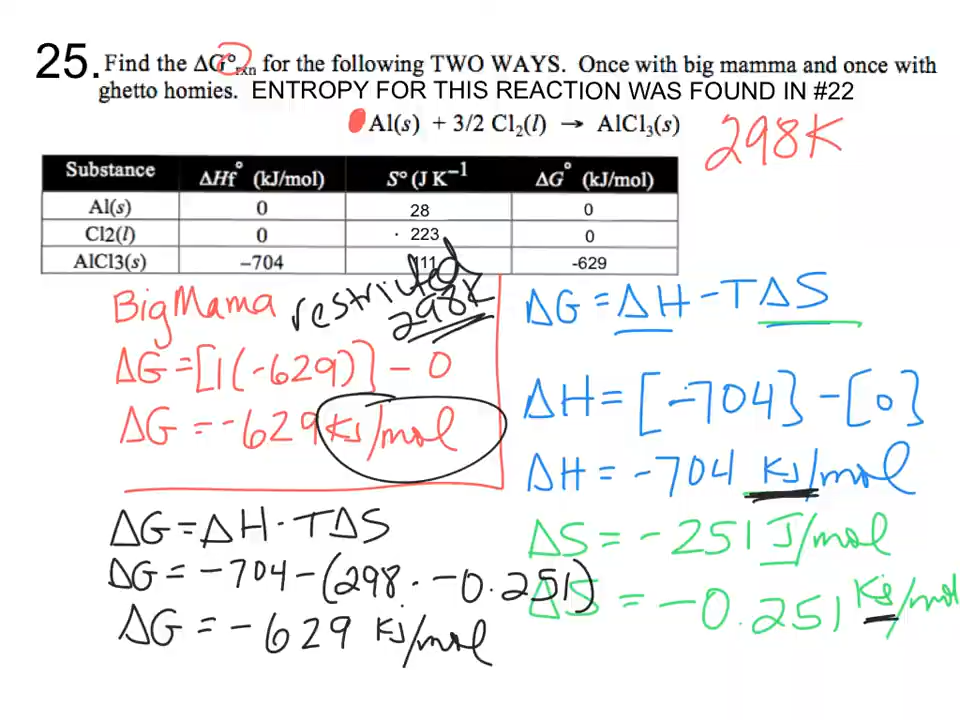 25. Find the ΔG°rxn for the following TWO WAYS. Once with big mamma and once with
ghetto homies. ENTROPY FOR THIS REACTION WAS FOUND IN #22
Al(s) + 3/2 Cl₂(l) → AlCl₃(s)
298K
Substance ΔHf° (kJ/mol) S° (J K⁻¹ ΔG° (kJ/mol)
Al(s) 0 28 0
Cl2(l) 0 · 223 0
AlCl3(s) −704 111 -629
Big Mama
restricted
298K
ΔG=[1(-629)] - 0
ΔG = -629 KJ/mol
ΔG = ΔH - TΔS
ΔH = [-704] - [0]
ΔH = -704 KJ/mol
ΔS = -251 J/mol
ΔS = -0.251 KJ/mol
ΔG = ΔH - TΔS
ΔG = -704 - (298 · -0.251)
ΔG = -629 KJ/mol